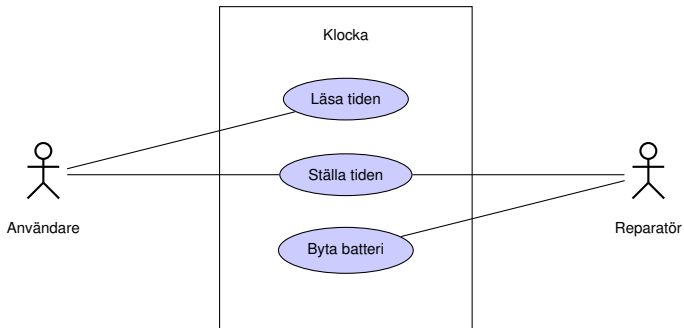 Klocka
Läsa tiden
Ställa tiden
Byta batteri
Användare
Reparatör